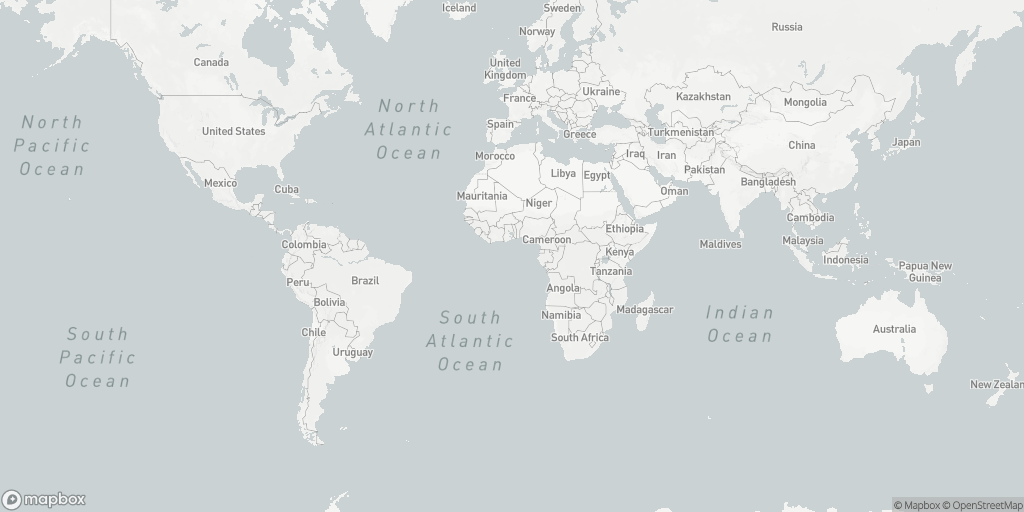 Iceland
Sweden
Norway
Russia
Canada
United
Kingdom
France
Ukraine
Kazakhstan
Mongolia
North
Atlantic
Ocean
North
Pacific
Ocean
United States
Spain
Greece
Turkmenistan
China
Japan
Morocco
Iraq
Iran
Libya
Egypt
Pakistan
Mexico
Cuba
Mauritania
Niger
Oman
Bangladesh
Cambodia
Colombia
Cameroon
Ethiopia
Kenya
Maldives
Malaysia
Indonesia
Papua New
Guinea
Peru
Brazil
Tanzania
Angola
Bolivia
Namibia
Madagascar
Indian
Ocean
South
Pacific
Ocean
Chile
Uruguay
South
Atlantic
Ocean
South Africa
Australia
New Zealan
mapbox
© Mapbox © OpenStreetMap